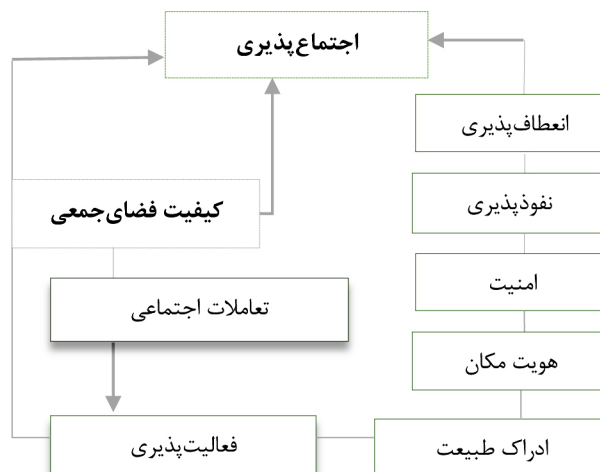 اجتماع‌پذیری
انعطاف‌پذیری
نفوذپذیری
کیفیت فضای‌جمعی
امنیت
تعاملات اجتماعی
هویت مکان
فعالیت‌پذیری
ادراک طبیعت